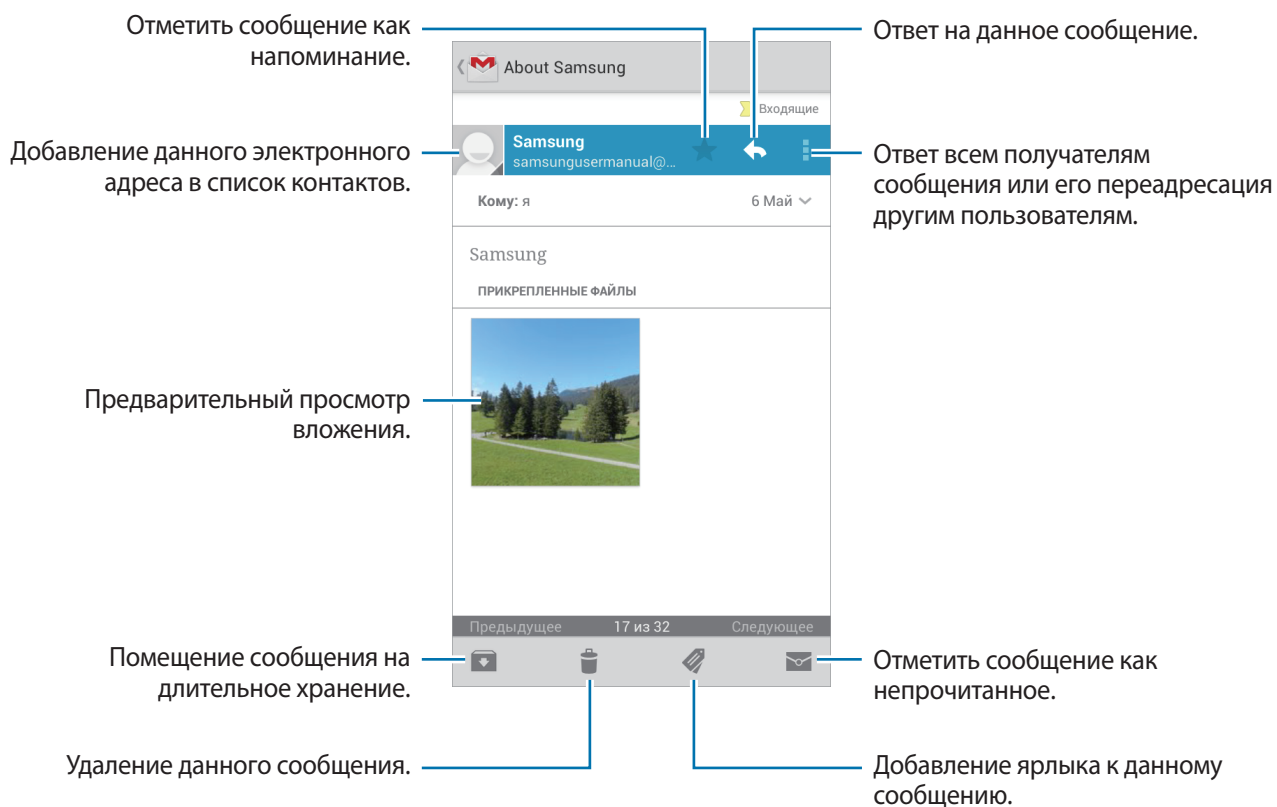 Отметить сообщение как
напоминание.
Ответ на данное сообщение.
About Samsung
Входящие
Добавление данного электронного
адреса в список контактов.
Samsung
samsungusermanual@...
Ответ всем получателям
сообщения или его переадресация
другим пользователям.
Кому: я
6 Май
Samsung
ПРИКРЕПЛЕННЫЕ ФАЙЛЫ
Предварительный просмотр
вложения.
Предыдущее 17 из 32 Следующее
Помещение сообщения на
длительное хранение.
Отметить сообщение как
непрочитанное.
Удаление данного сообщения.
Добавление ярлыка к данному
сообщению.